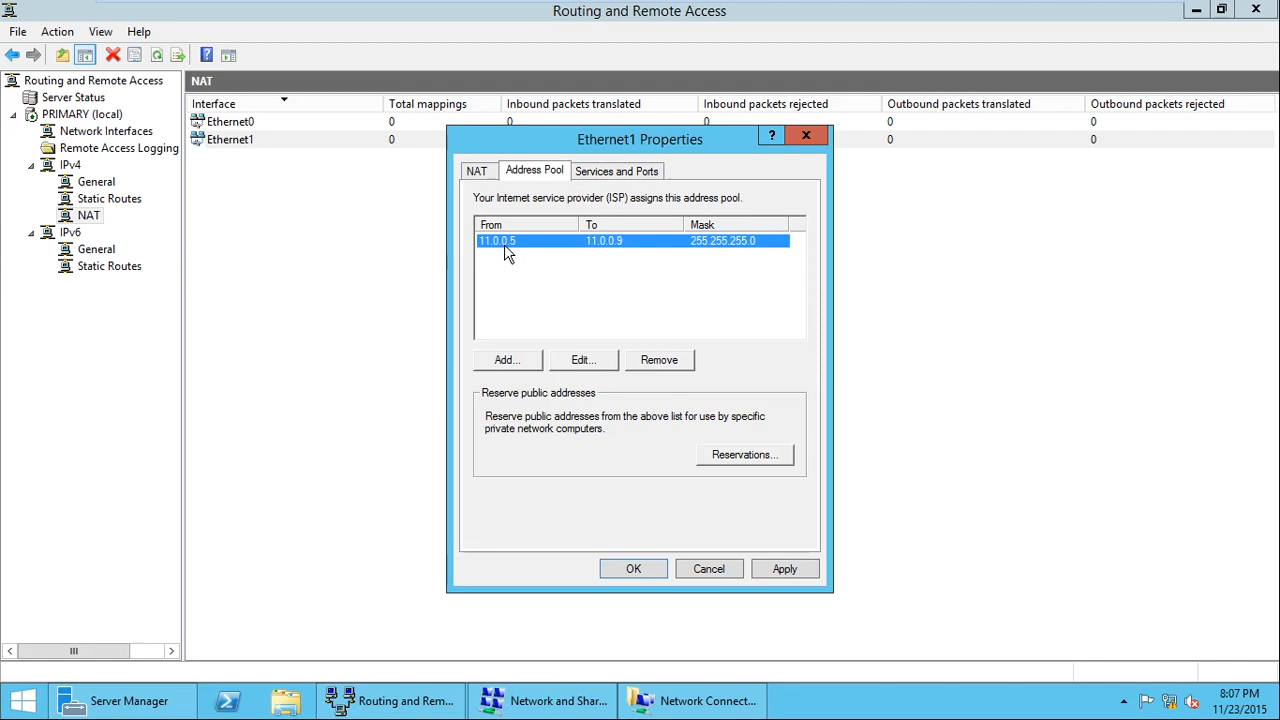 Routing and Remote Access
File Action View Help
Routing and Remote Access
Server Status
PRIMARY (local)
Network Interfaces
Remote Access Logging
IPv4
General
Static Routes
NAT
IPv6
General
Static Routes
NAT
Interface Total mappings Inbound packets translated Inbound packets rejected Outbound packets translated Outbound packets rejected
Ethernet0 0 0 0 0 0
Ethernet1 0 0 0
Ethernet1 Properties
NAT Address Pool Services and Ports
Your Internet service provider (ISP) assigns this address pool.
From To Mask
11.0.0.5 11.0.0.9 255.255.255.0
Add... Edit... Remove
Reserve public addresses
Reserve public addresses from the above list for use by specific
private network computers.
Reservations...
OK Cancel Apply
Server Manager Routing and Rem... Network and Shar... Network Connect...
8:07 PM
11/23/2015